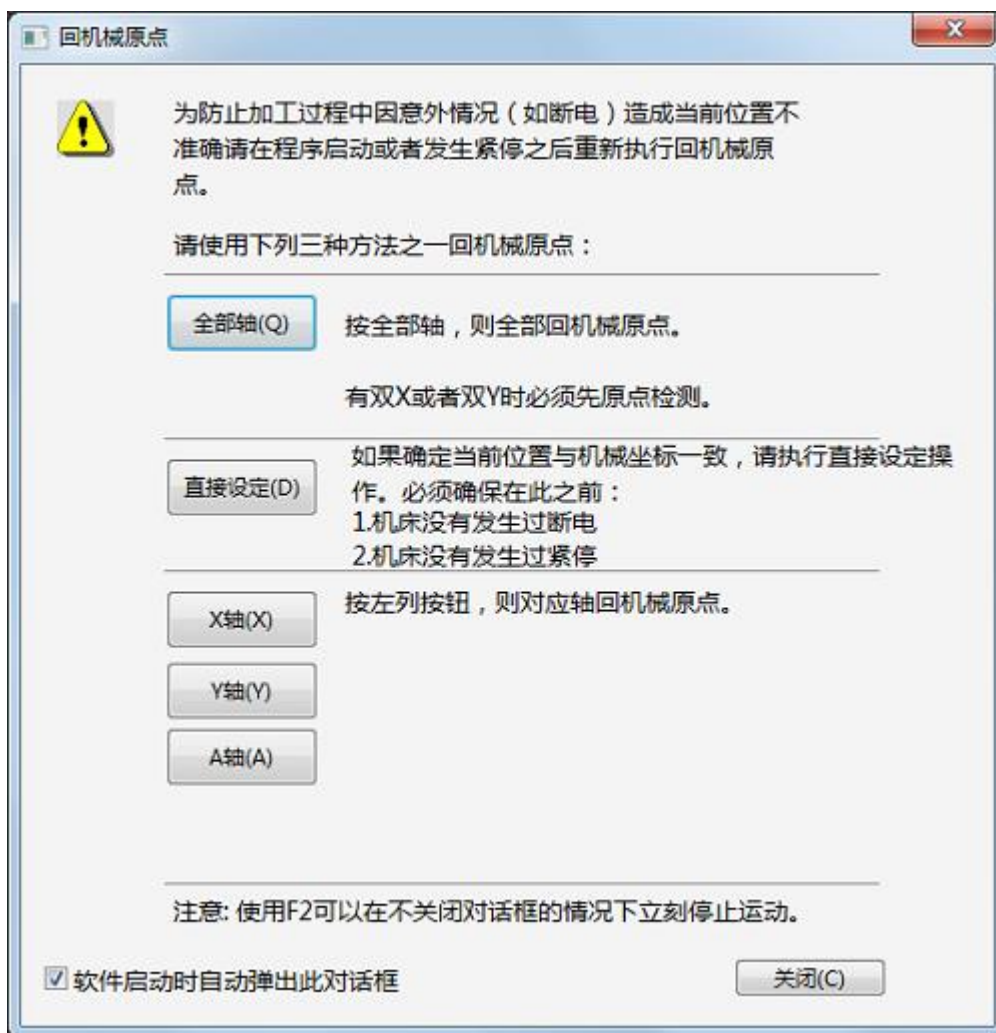 回机械原点
为防止加工过程中因意外情况（如断电）造成当前位置不
准确请在程序启动或者发生紧停之后重新执行回机械原
点。
请使用下列三种方法之一回机械原点：
全部轴(Q)
按全部轴，则全部回机械原点。
有双X或者双Y时必须先原点检测。
直接设定(D)
如果确定当前位置与机械坐标一致，请执行直接设定操
作。必须确保在此之前：
1.机床没有发生过断电
2.机床没有发生过紧停
X轴(X)
按左列按钮，则对应轴回机械原点。
Y轴(Y)
A轴(A)
注意: 使用F2可以在不关闭对话框的情况下立刻停止运动。
软件启动时自动弹出此对话框
关闭(C)